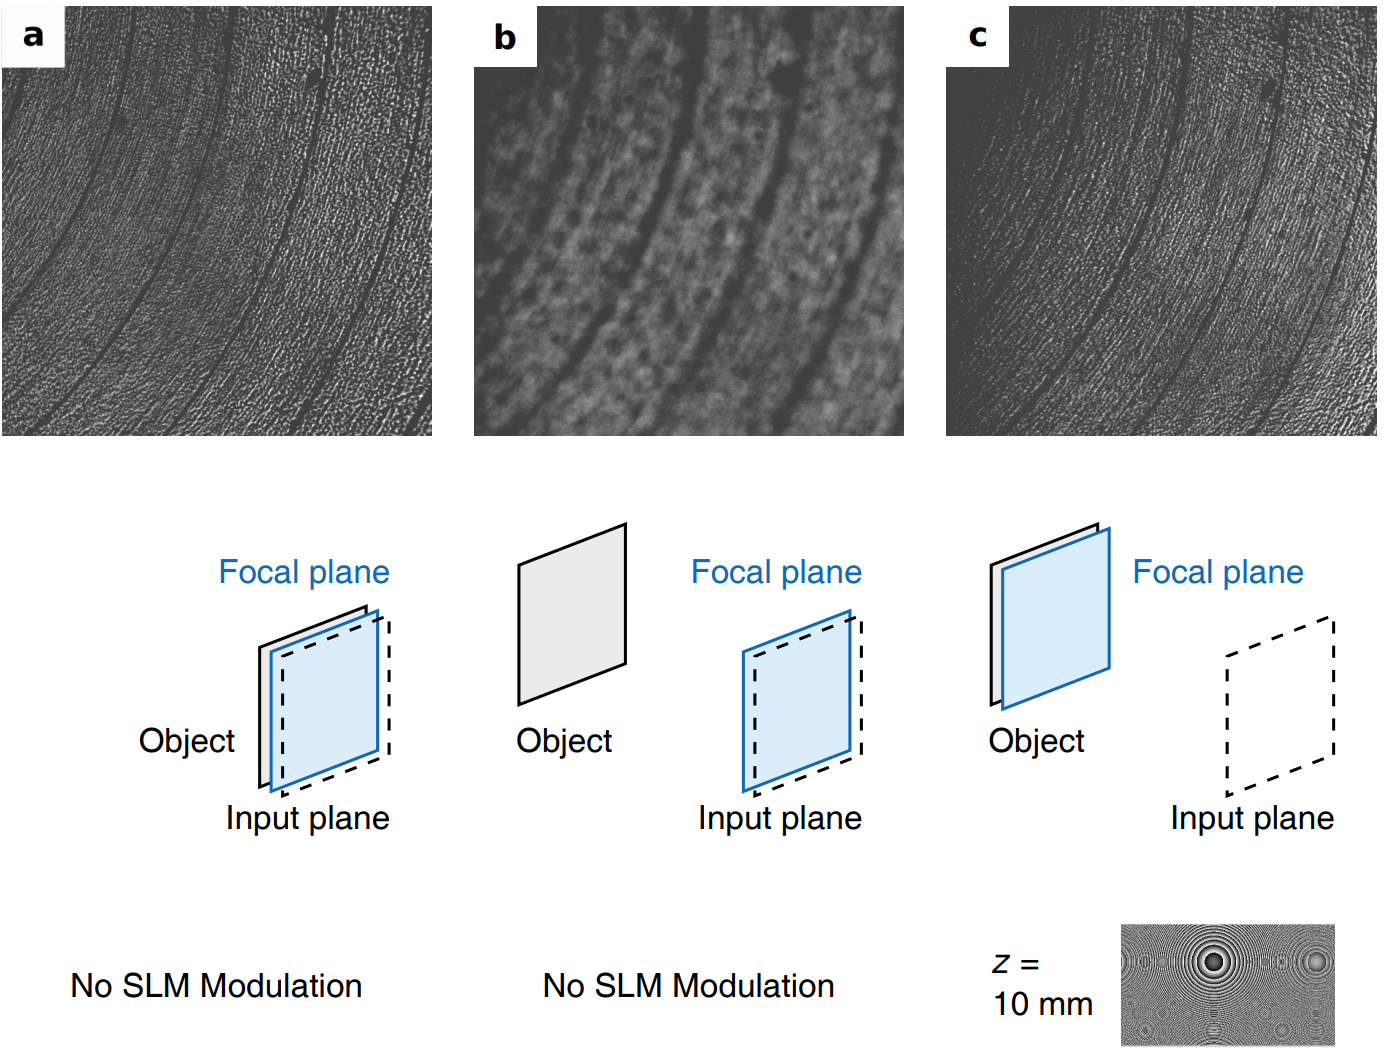 a
b
c
Focal plane
Object
Input plane
Focal plane
Object
Input plane
Focal plane
Object
Input plane
No SLM Modulation
No SLM Modulation
z =
10 mm